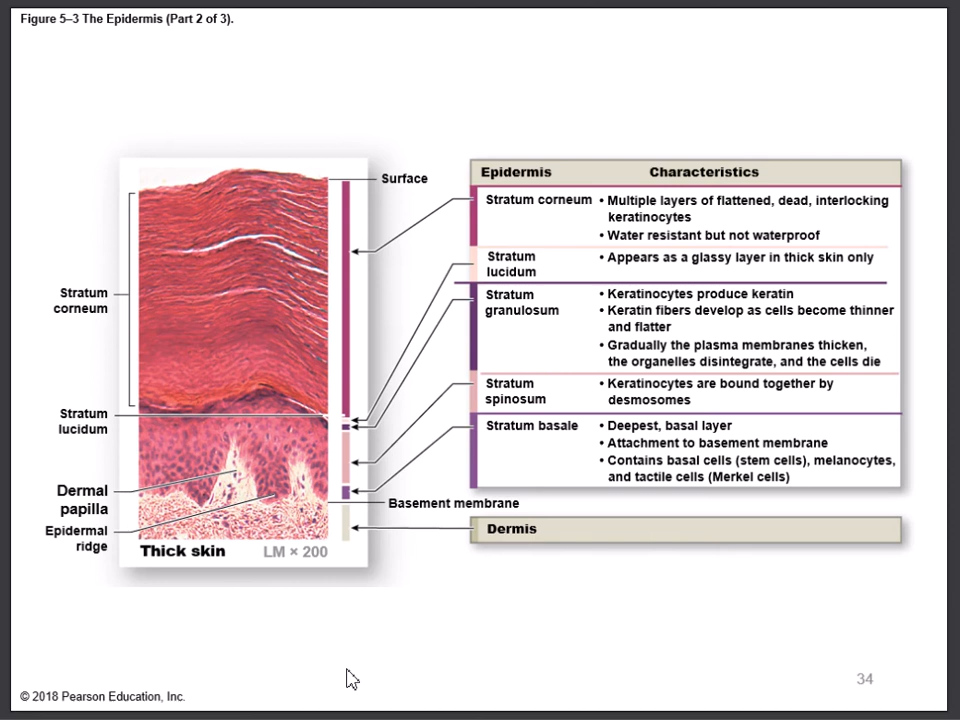 Figure 5–3 The Epidermis (Part 2 of 3).
Surface
Stratum
corneum
Stratum
lucidum
Dermal
papilla
Epidermal
ridge
Basement membrane
Thick skin LM × 200
Epidermis Characteristics
Stratum corneum • Multiple layers of flattened, dead, interlocking
keratinocytes
• Water resistant but not waterproof
Stratum • Appears as a glassy layer in thick skin only
lucidum
Stratum • Keratinocytes produce keratin
granulosum • Keratin fibers develop as cells become thinner
and flatter
• Gradually the plasma membranes thicken,
the organelles disintegrate, and the cells die
Stratum • Keratinocytes are bound together by
spinosum desmosomes
Stratum basale • Deepest, basal layer
• Attachment to basement membrane
• Contains basal cells (stem cells), melanocytes,
and tactile cells (Merkel cells)
Dermis
34
© 2018 Pearson Education, Inc.